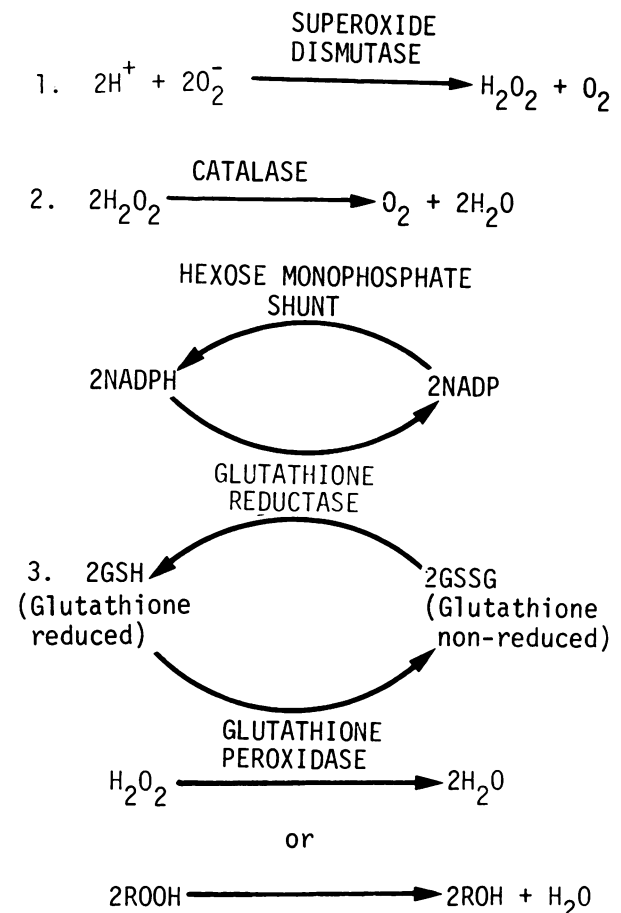 SUPEROXIDE
DISMUTASE
1. 2H⁺ + 2O₂⁻ → H₂O₂ + O₂
CATALASE
2. 2H₂O₂ → O₂ + 2H₂O
HEXOSE MONOPHOSPHATE
SHUNT
2NADPH 2NADP
GLUTATHIONE
REDUCTASE
3. 2GSH 2GSSG
(Glutathione (Glutathione
reduced) non-reduced)
GLUTATHIONE
PEROXIDASE
H₂O₂ → 2H₂O
or
2ROOH → 2ROH + H₂O